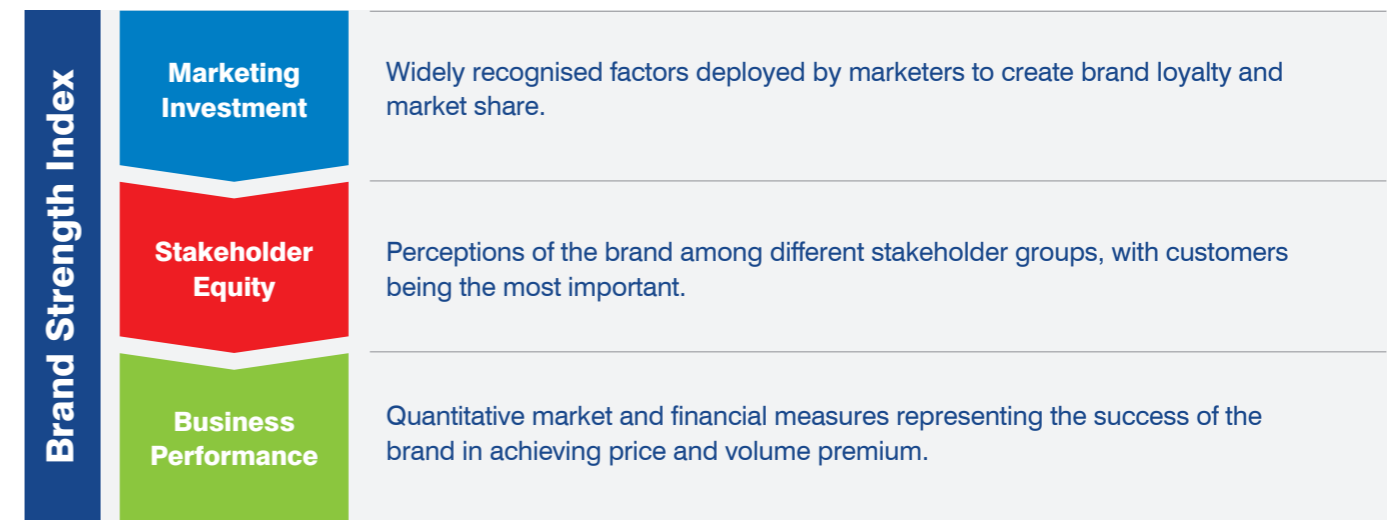 Brand Strength Index
Marketing
Investment
Widely recognised factors deployed by marketers to create brand loyalty and
market share.
Stakeholder
Equity
Perceptions of the brand among different stakeholder groups, with customers
being the most important.
Business
Performance
Quantitative market and financial measures representing the success of the
brand in achieving price and volume premium.